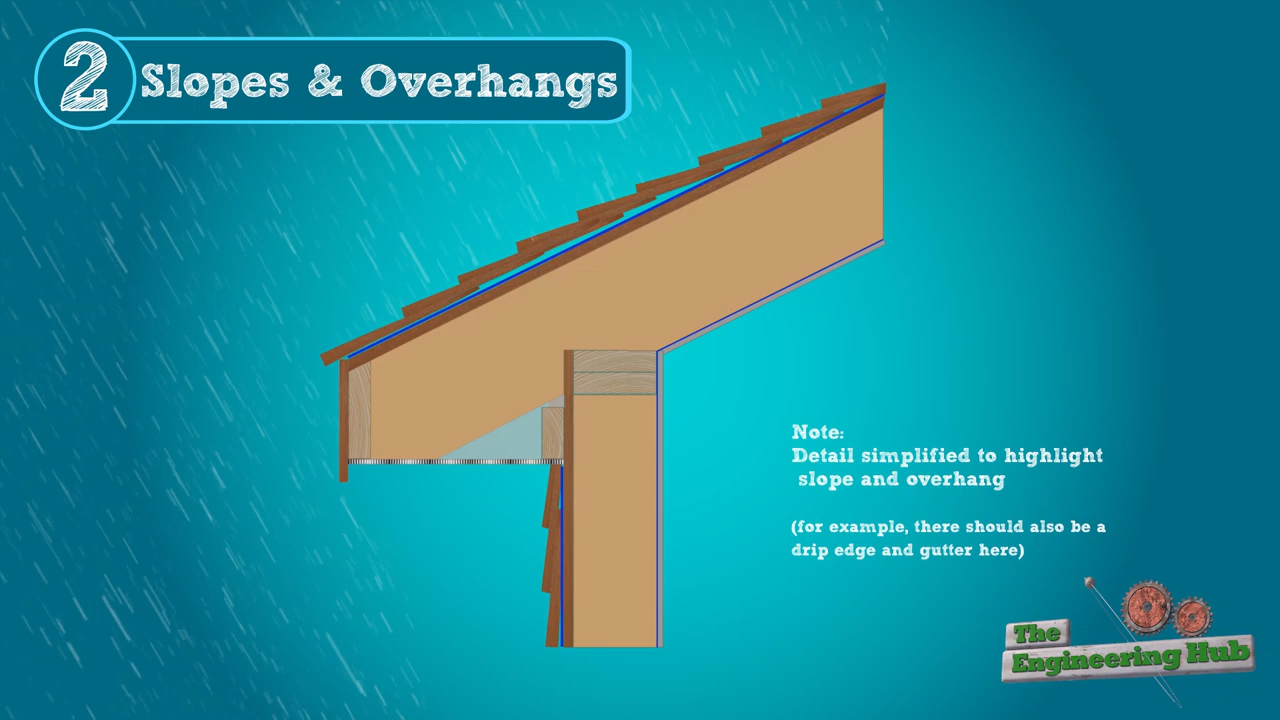 2 Slopes & Overhangs
Note:
Detail simplified to highlight
slope and overhang
(for example, there should also be a
drip edge and gutter here)
The
Engineering Hub